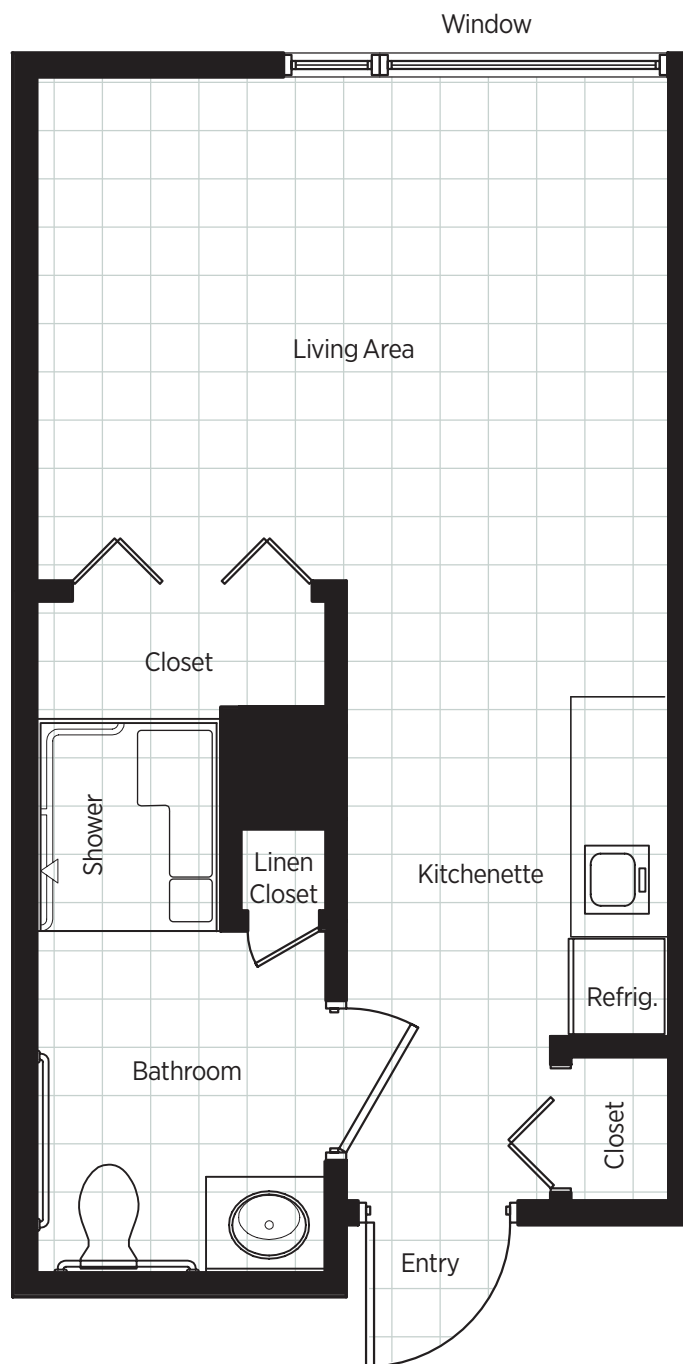 Window
Living Area
Closet
Shower
Linen
Closet
Kitchenette
Refrig.
Bathroom
Closet
Entry